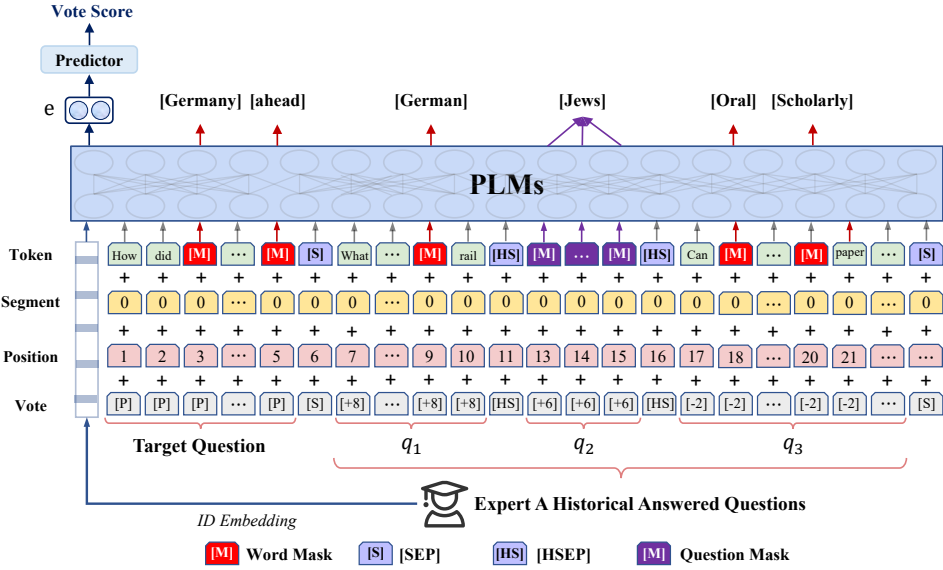 Vote Score
Predictor
e
[Germany] [ahead] [German] [Jews] [Oral] [Scholarly]
PLMs
Token How did [M] ... [M] [S] What ... [M] rail [HS] [M] ... [M] [HS] Can [M] ... [M] paper ... [S]
+ + + + + + + + + + + + + + + + + + + + + +
Segment 0 0 0 ... 0 0 0 ... 0 0 0 0 0 0 0 0 0 ... 0 0 ... 0
+ + + + + + + + + + + + + + + + + + + + + +
Position 1 2 3 ... 5 6 7 ... 9 10 11 13 14 15 16 17 18 ... 20 21 ... ...
+ + + + + + + + + + + + + + + + + + + + + +
Vote [P] [P] [P] ... [P] [S] [+8] ... [+8] [+8] [HS] [+6] [+6] [+6] [HS] [-2] [-2] ... [-2] [-2] ... [S]
Target Question q1 q2 q3
Expert A Historical Answered Questions
ID Embedding
[M] Word Mask [S] [SEP] [HS] [HSEP] [M] Question Mask